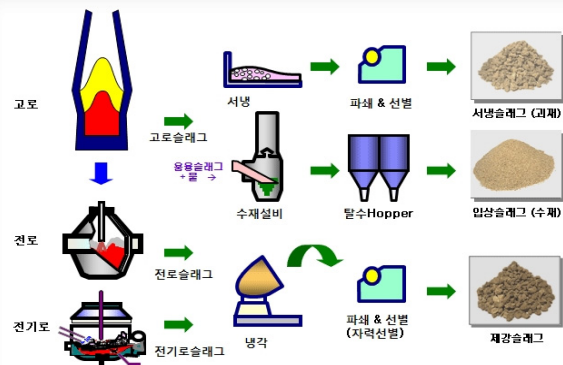 고로
고로슬래그
서냉
파쇄 & 선별
서냉슬래그 (괴재)
용융슬래그
+ 물 →
수재설비
탈수Hopper
입상슬래그 (수재)
전로
전로슬래그
전기로
전기로슬래그
냉각
파쇄 & 선별
(자력선별)
제강슬래그